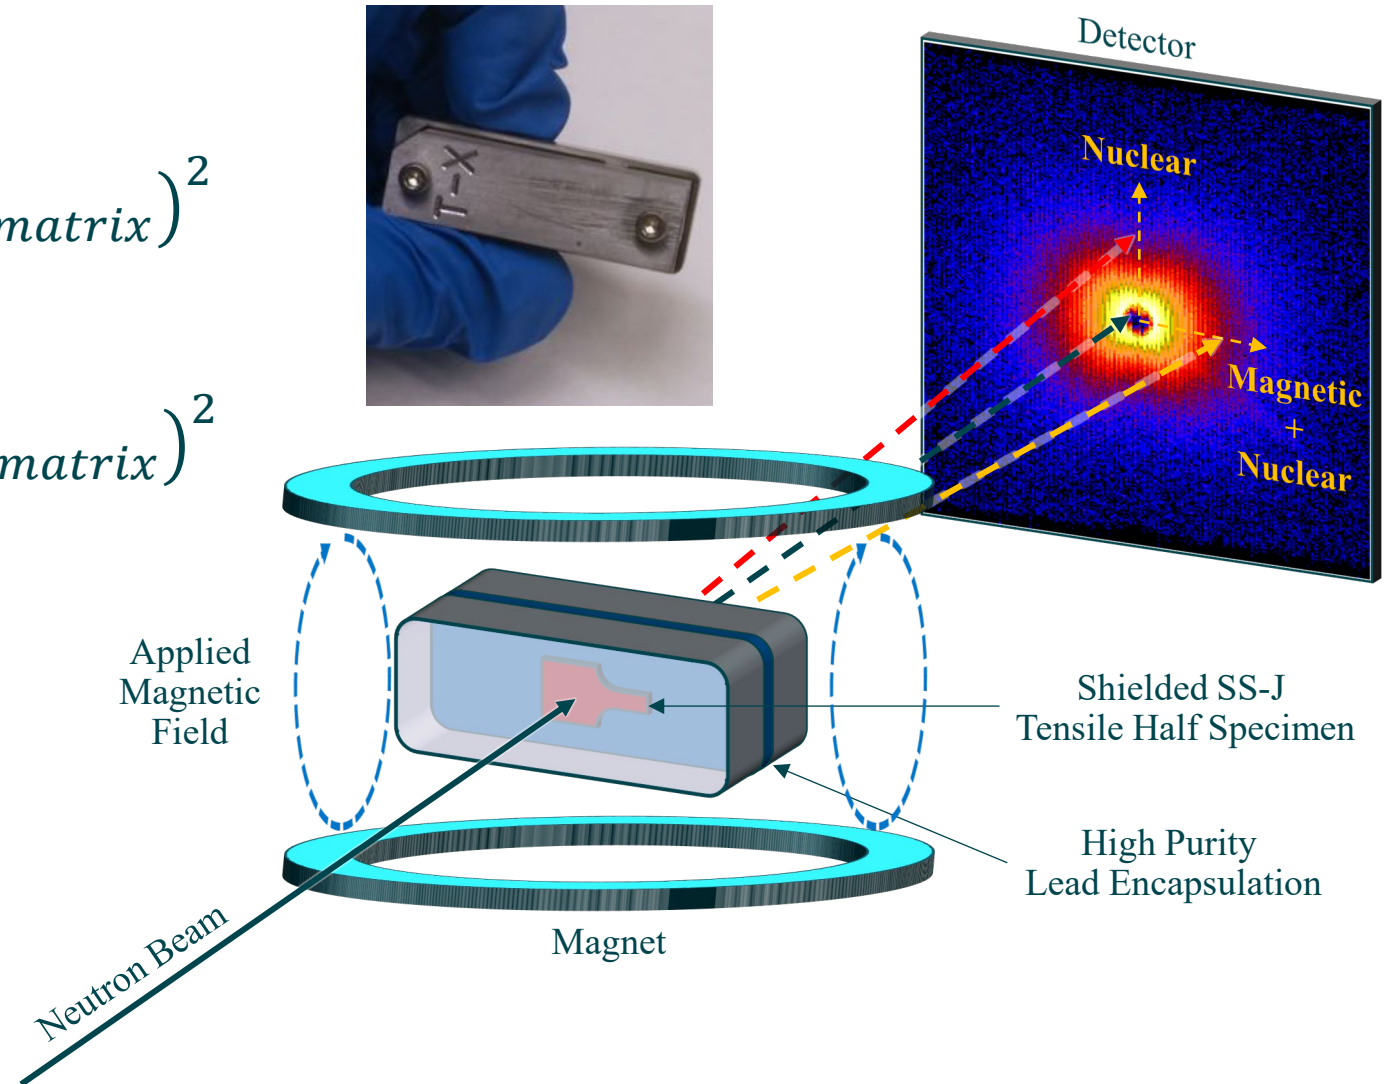 matrix)²
matrix)²
X
-
T
Detector
Nuclear
Magnetic
+
Nuclear
Applied
Magnetic
Field
Shielded SS-J
Tensile Half Specimen
High Purity
Lead Encapsulation
Magnet
Neutron Beam